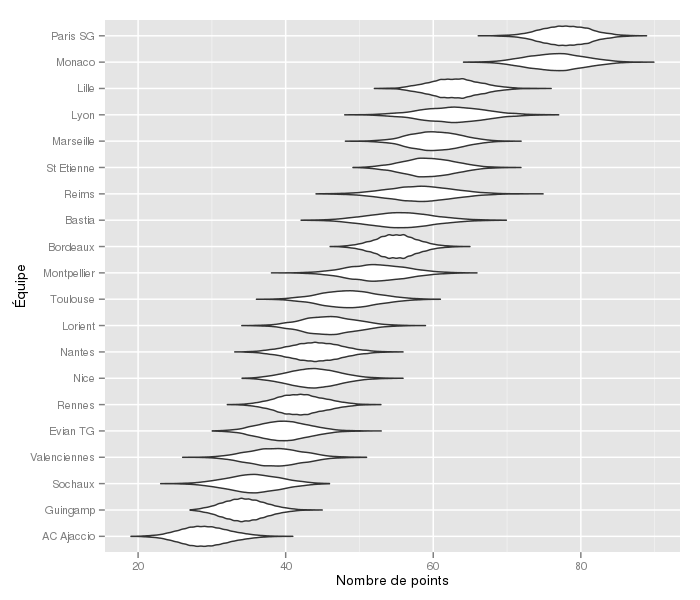 Paris SG
Monaco
Lille
Lyon
Marseille
St Etienne
Reims
Bastia
Bordeaux
Montpellier
Toulouse
Lorient
Nantes
Nice
Rennes
Evian TG
Valenciennes
Sochaux
Guingamp
AC Ajaccio
Équipe
20 40 60 80
Nombre de points